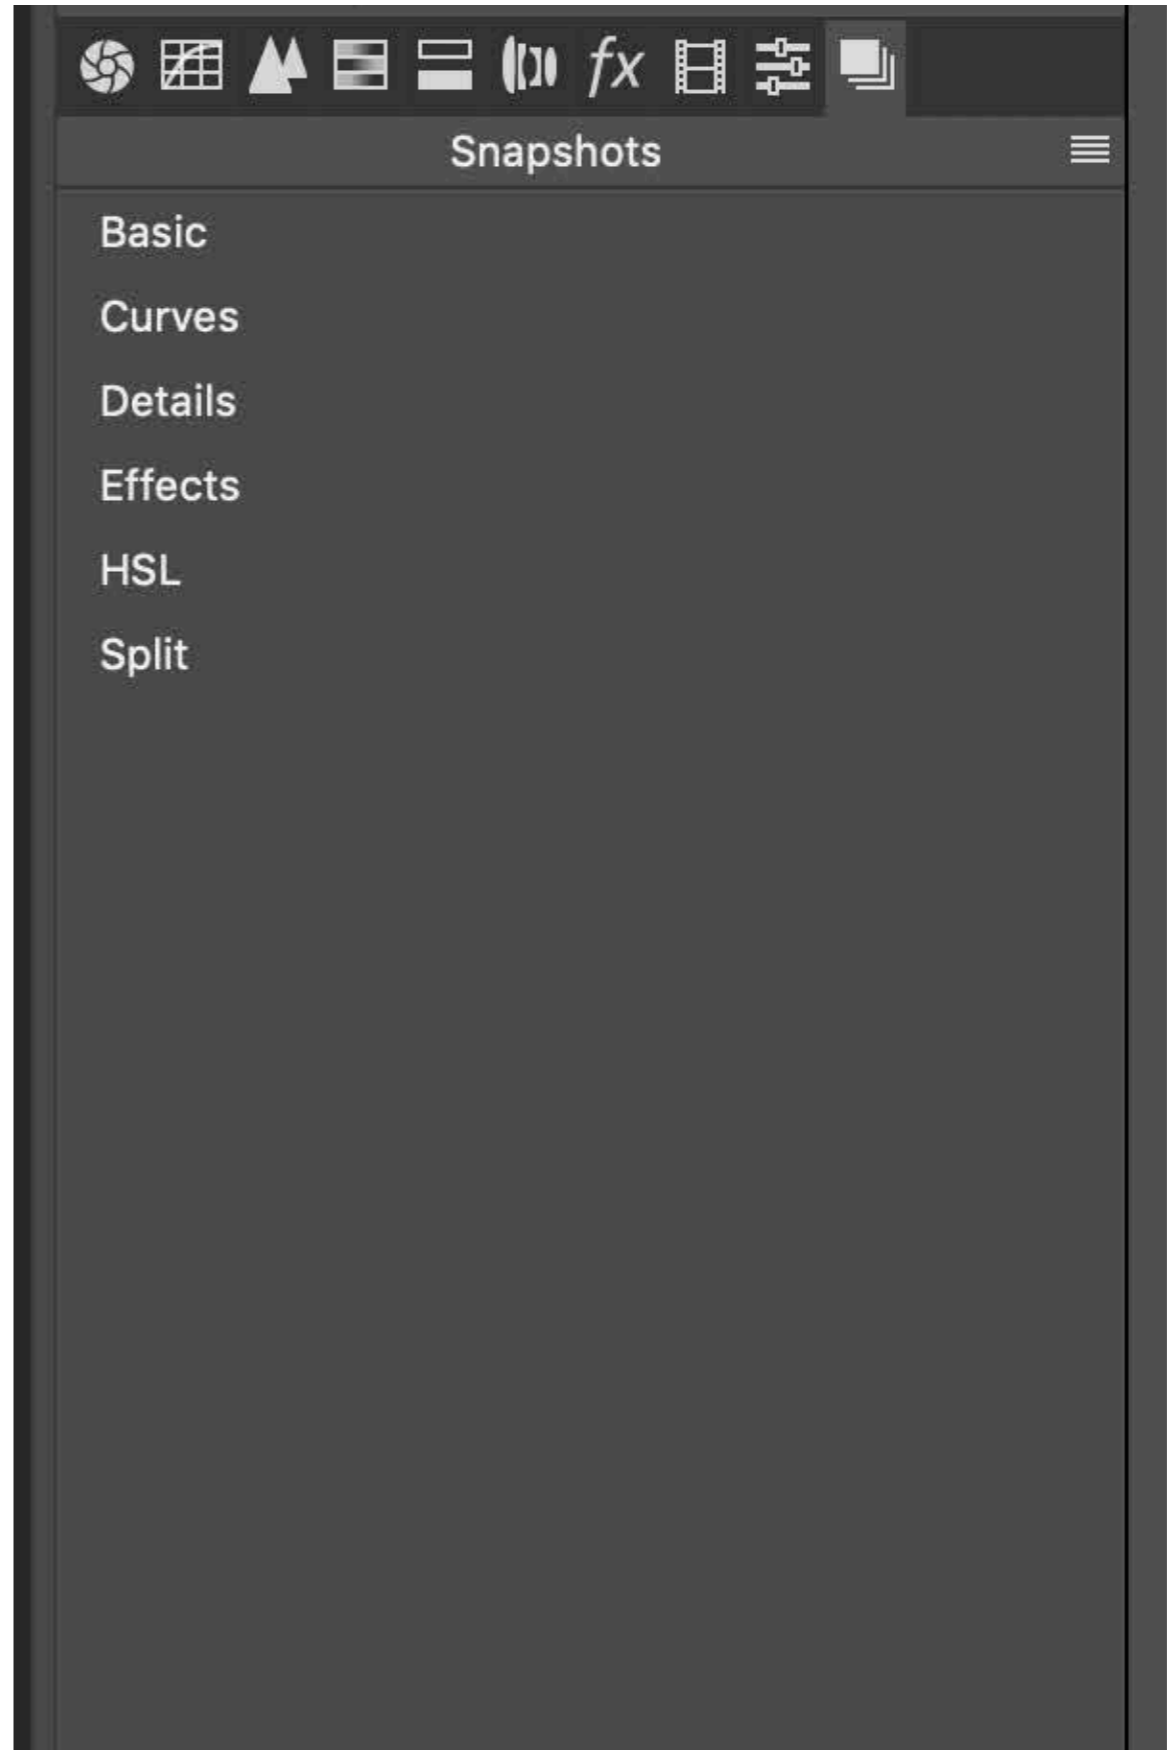 fx
Snapshots
Basic
Curves
Details
Effects
HSL
Split